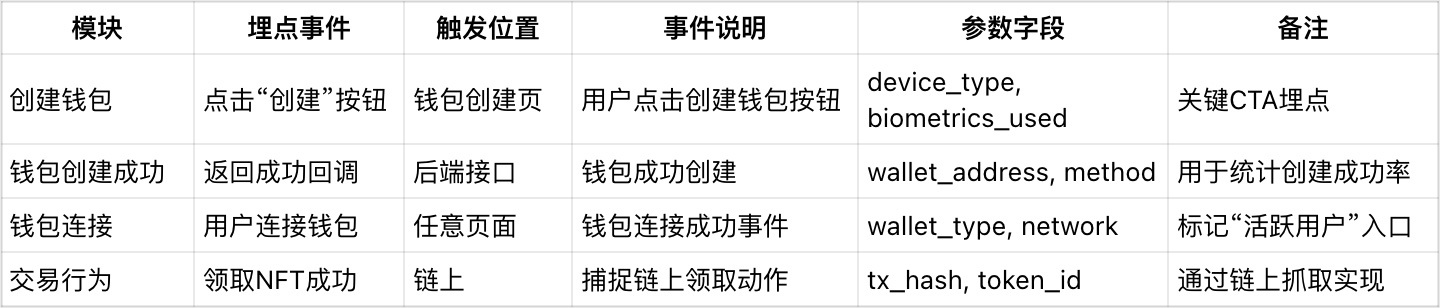 模块 埋点事件 触发位置 事件说明 参数字段 备注
创建钱包 点击“创建”按钮 钱包创建页 用户点击创建钱包按钮 device_type, biometrics_used 关键CTA埋点
钱包创建成功 返回成功回调 后端接口 钱包成功创建 wallet_address, method 用于统计创建成功率
钱包连接 用户连接钱包 任意页面 钱包连接成功事件 wallet_type, network 标记“活跃用户”入口
交易行为 领取NFT成功 链上 捕捉链上领取动作 tx_hash, token_id 通过链上抓取实现